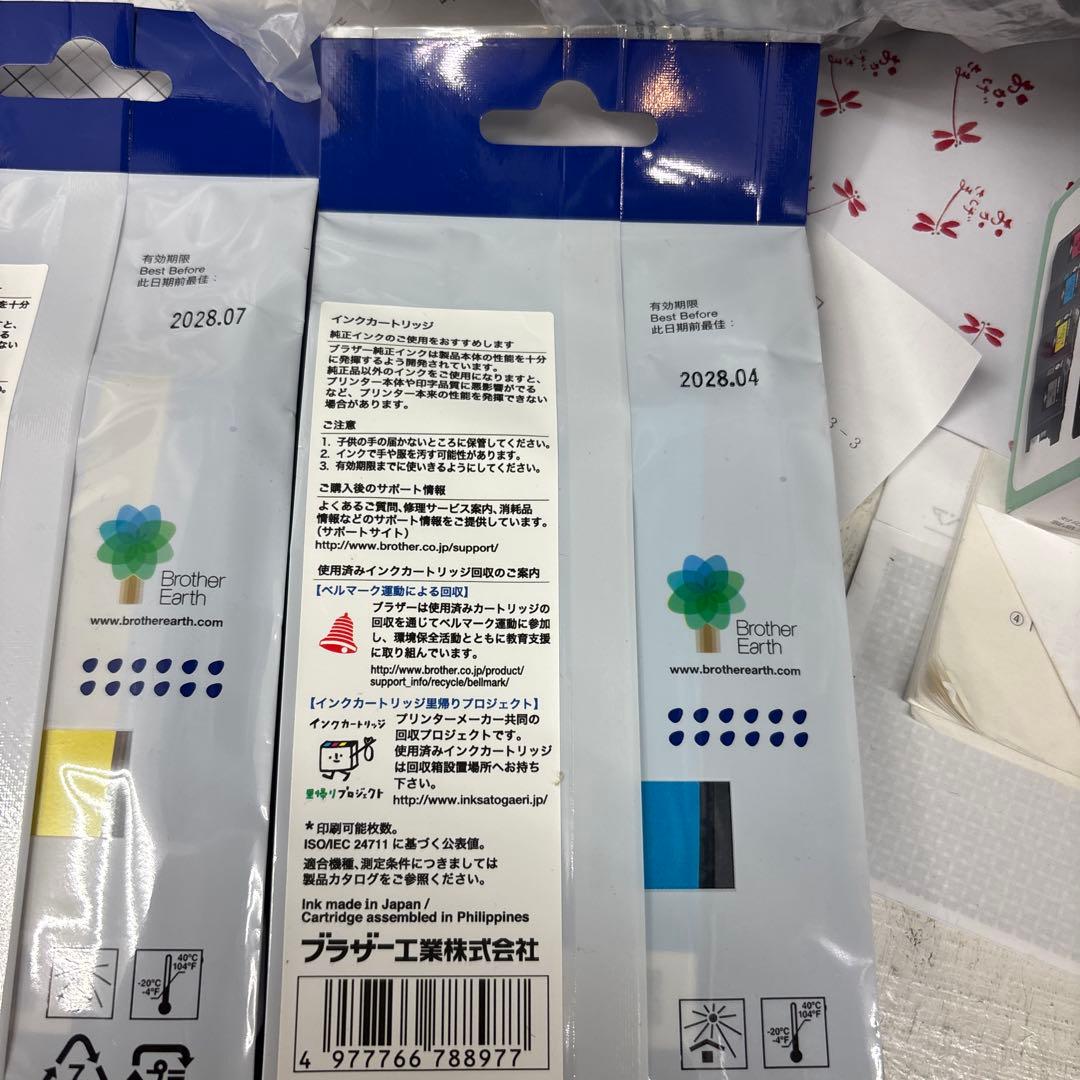 を十分
と、
る
ない
。
有効期限
Best Before
此日期前最佳：
2028.07
Brother
Earth
www.brotherearth.com
40°C
104°F
-20°C
-4°F
7
インクカートリッジ
純正インクのご使用をおすすめします
ブラザー純正インクは製品本体の性能を十分
に発揮するよう開発されています。
純正品以外のインクをご使用になりますと、
プリンター本体や印字品質に悪影響がでる
など、プリンター本来の性能を発揮できない
場合があります。
ご注意
1. 子供の手の届かないところに保管してください。
2. インクで手や服を汚す可能性があります。
3. 有効期限までに使いきるようにしてください。
ご購入後のサポート情報
よくあるご質問、修理サービス案内、消耗品
情報などのサポート情報をご提供しています。
（サポートサイト）
http://www.brother.co.jp/support/
使用済みインクカートリッジ回収のご案内
【ベルマーク運動による回収】
ブラザーは使用済みカートリッジの
回収を通じてベルマーク運動に参加
し、環境保全活動とともに教育支援
に取り組んでいます。
http://www.brother.co.jp/product/
support_info/recycle/bellmark/
【インクカートリッジ里帰りプロジェクト】
インクカートリッジ
里帰りプロジェクト
プリンターメーカー共同の
回収プロジェクトです。
使用済みインクカートリッジ
は回収箱設置場所へお持ち
下さい。
http://www.inksatogaeri.jp/
*印刷可能枚数。
ISO/IEC 24711 に基づく公表値。
適合機種、測定条件につきましては
製品カタログをご参照ください。
Ink made in Japan /
Cartridge assembled in Philippines
ブラザー工業株式会社
4 977766 788977
有効期限
Best Before
此日期前最佳：
2028.04
Brother
Earth
www.brotherearth.com
40°C
104°F
-20°C
-4°F
3-3
④